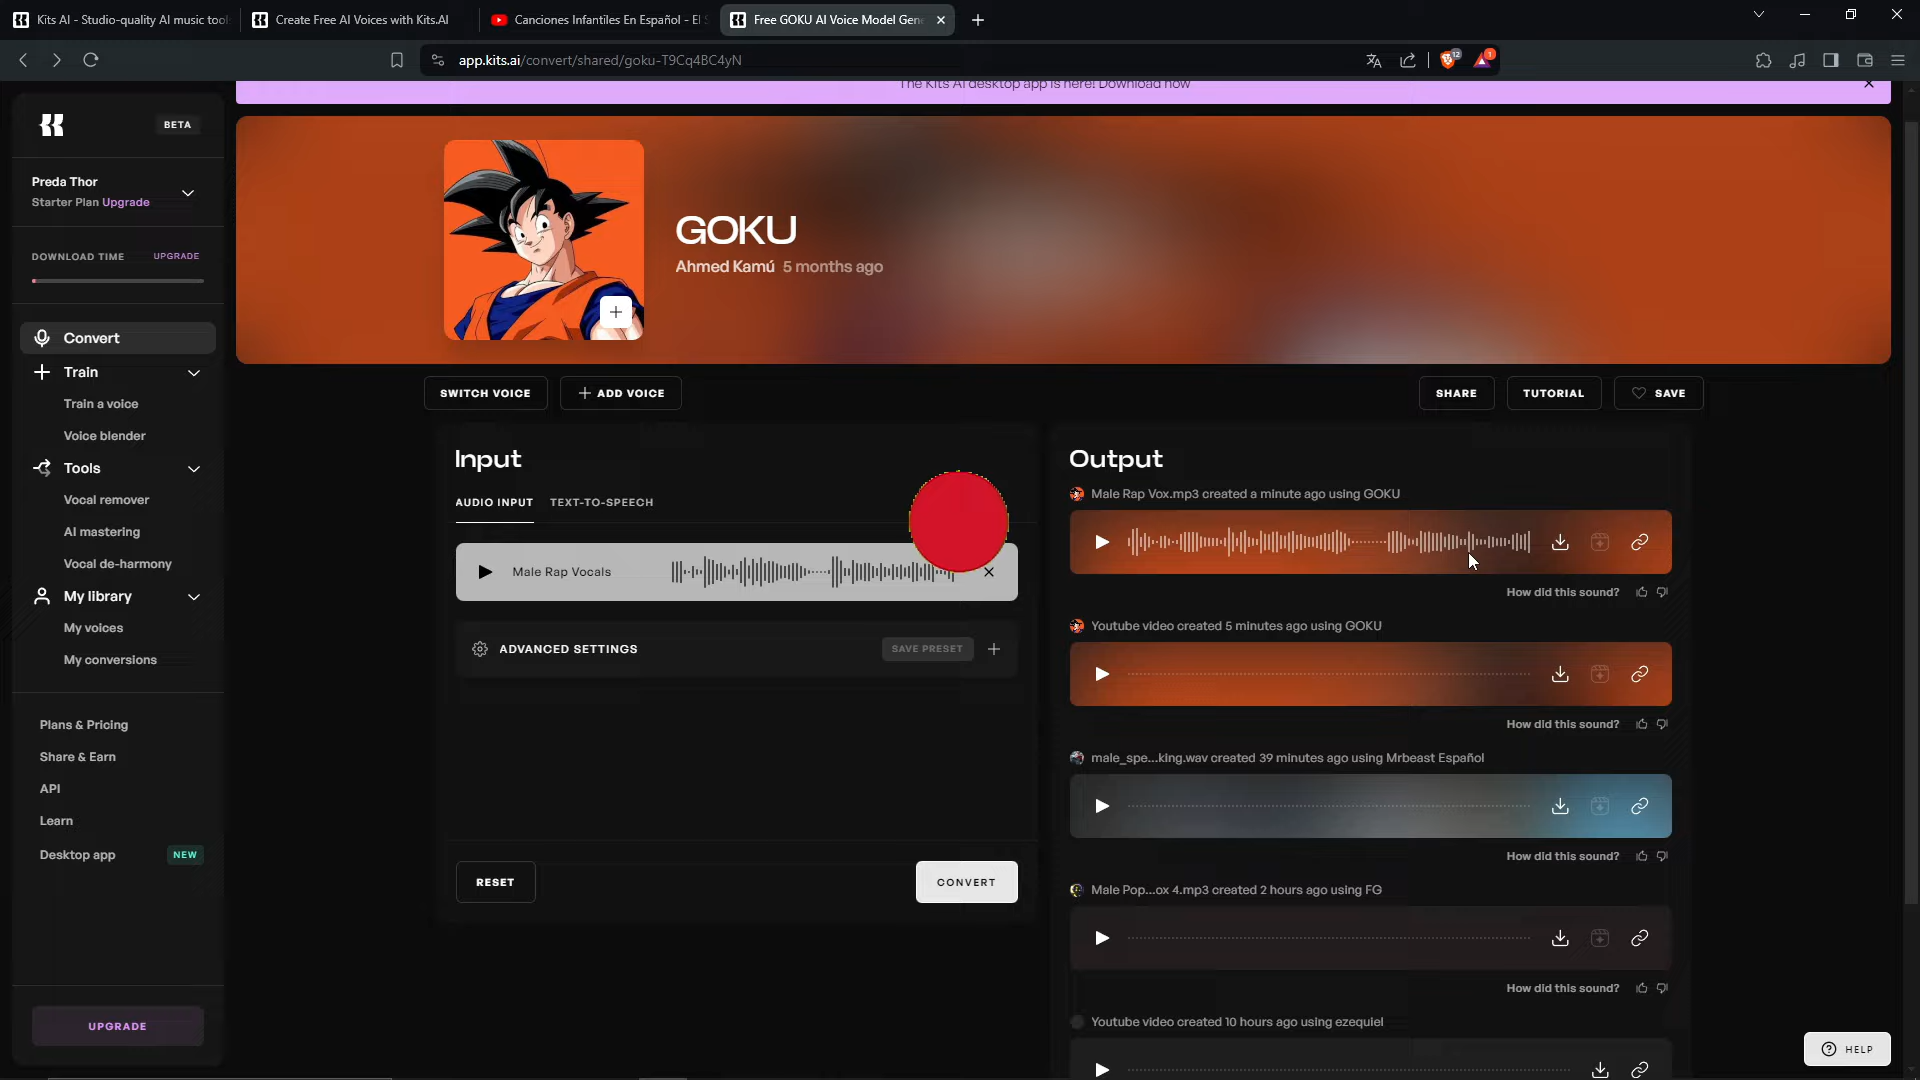 Kits AI - Studio-quality AI music tool
Create Free AI Voices with Kits.AI
Canciones Infantiles En Español - El S
Free GOKU AI Voice Model Gen
app.kits.ai/convert/shared/goku-T9Cq4BC4yN
12
1
The Kits AI desktop app is here! Download now
BETA
Preda Thor
Starter Plan Upgrade
DOWNLOAD TIME UPGRADE
Convert
Train
Train a voice
Voice blender
Tools
Vocal remover
AI mastering
Vocal de-harmony
My library
My voices
My conversions
Plans & Pricing
Share & Earn
API
Learn
Desktop app NEW
UPGRADE
GOKU
Ahmed Kamú 5 months ago
SWITCH VOICE
ADD VOICE
SHARE
TUTORIAL
SAVE
Input
AUDIO INPUT TEXT-TO-SPEECH
Male Rap Vocals
ADVANCED SETTINGS
SAVE PRESET
RESET
CONVERT
Output
Male Rap Vox.mp3 created a minute ago using GOKU
How did this sound?
Youtube video created 5 minutes ago using GOKU
How did this sound?
male_spe...king.wav created 39 minutes ago using Mrbeast Español
How did this sound?
Male Pop...ox 4.mp3 created 2 hours ago using FG
How did this sound?
Youtube video created 10 hours ago using ezequiel
HELP